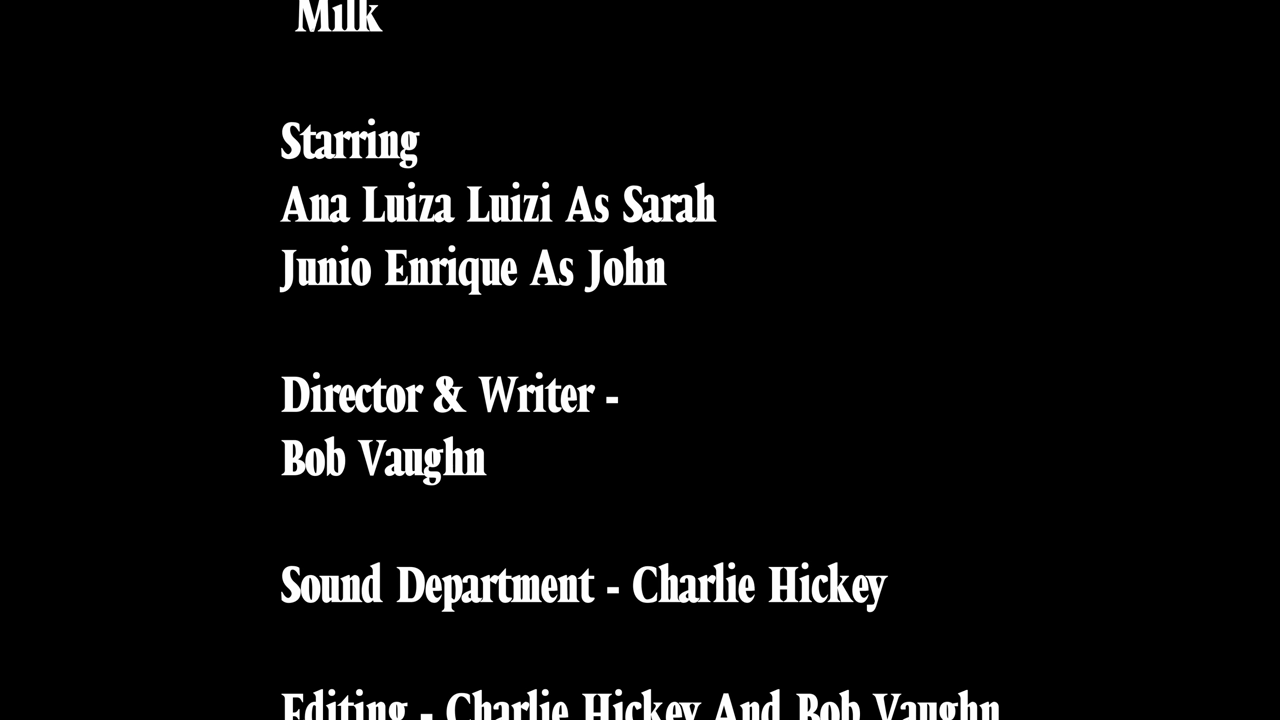 Milk
Starring
Ana Luiza Luizi As Sarah
Junio Enrique As John
Director & Writer -
Bob Vaughn
Sound Department - Charlie Hickey
Editing - Charlie Hickey And Bob Vaughn